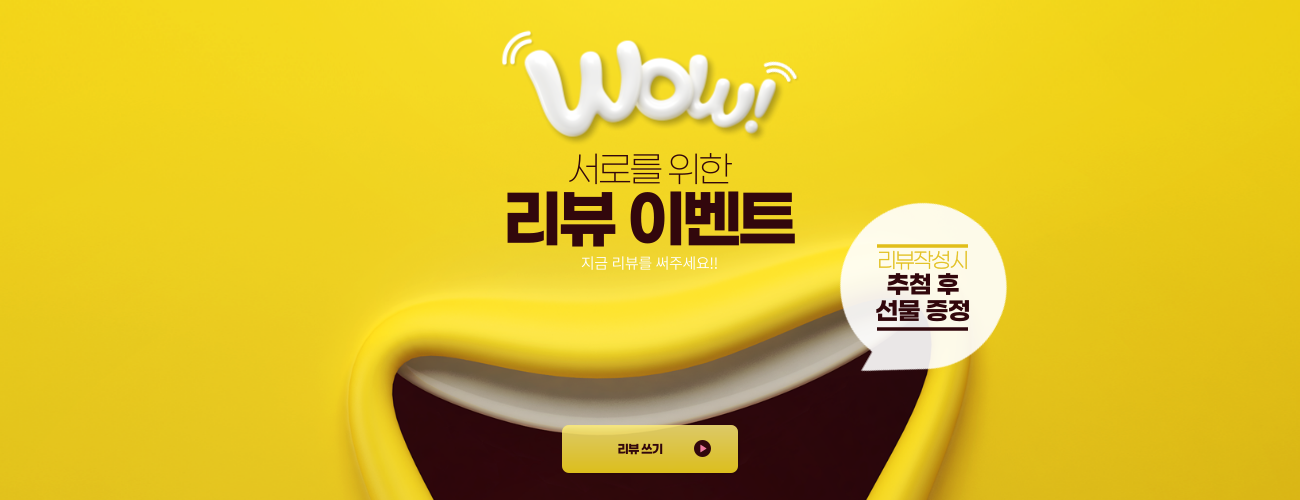 Wow!
서로를 위한
리뷰 이벤트
지금 리뷰를 써주세요!!
리뷰작성시
추첨 후
선물 증정
리뷰 쓰기